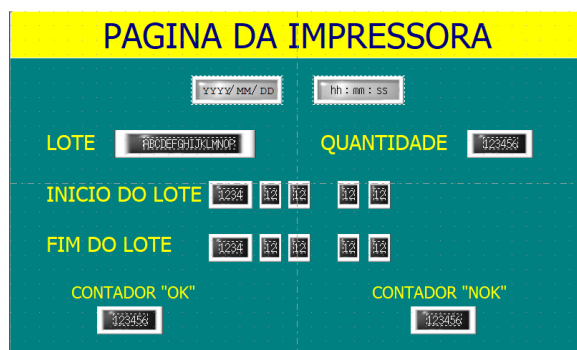 PAGINA DA IMPRESSORA
YYYY/MM/DD hh:mm:ss
LOTE ABCDEFGHIJKLMNOP QUANTIDADE 123456
INICIO DO LOTE 1234 12 12 12 12
FIM DO LOTE 1234 12 12 12 12
CONTADOR "OK" CONTADOR "NOK"
123456 123456